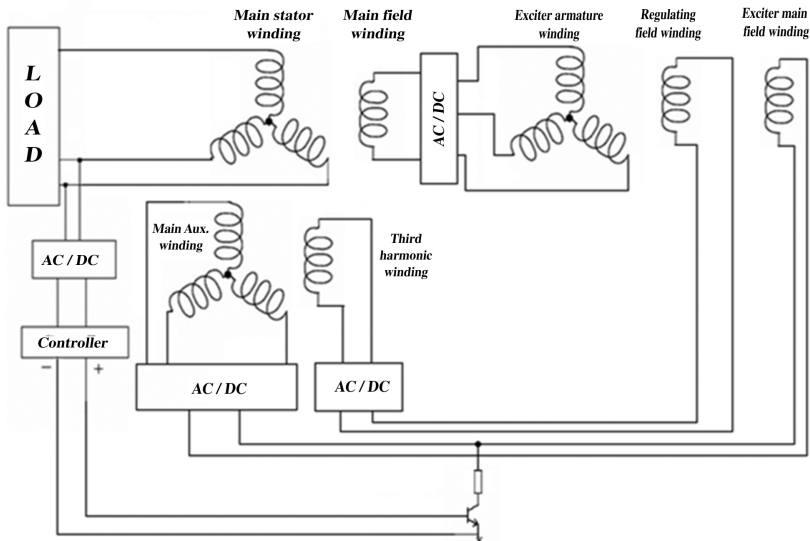 Main stator
winding
Main field
winding
Exciter armature
winding
Regulating
field winding
Exciter main
field winding
L
O
A
D
AC / DC
Main Aux.
winding
Third
harmonic
winding
AC / DC
Controller
− +
AC / DC
AC / DC